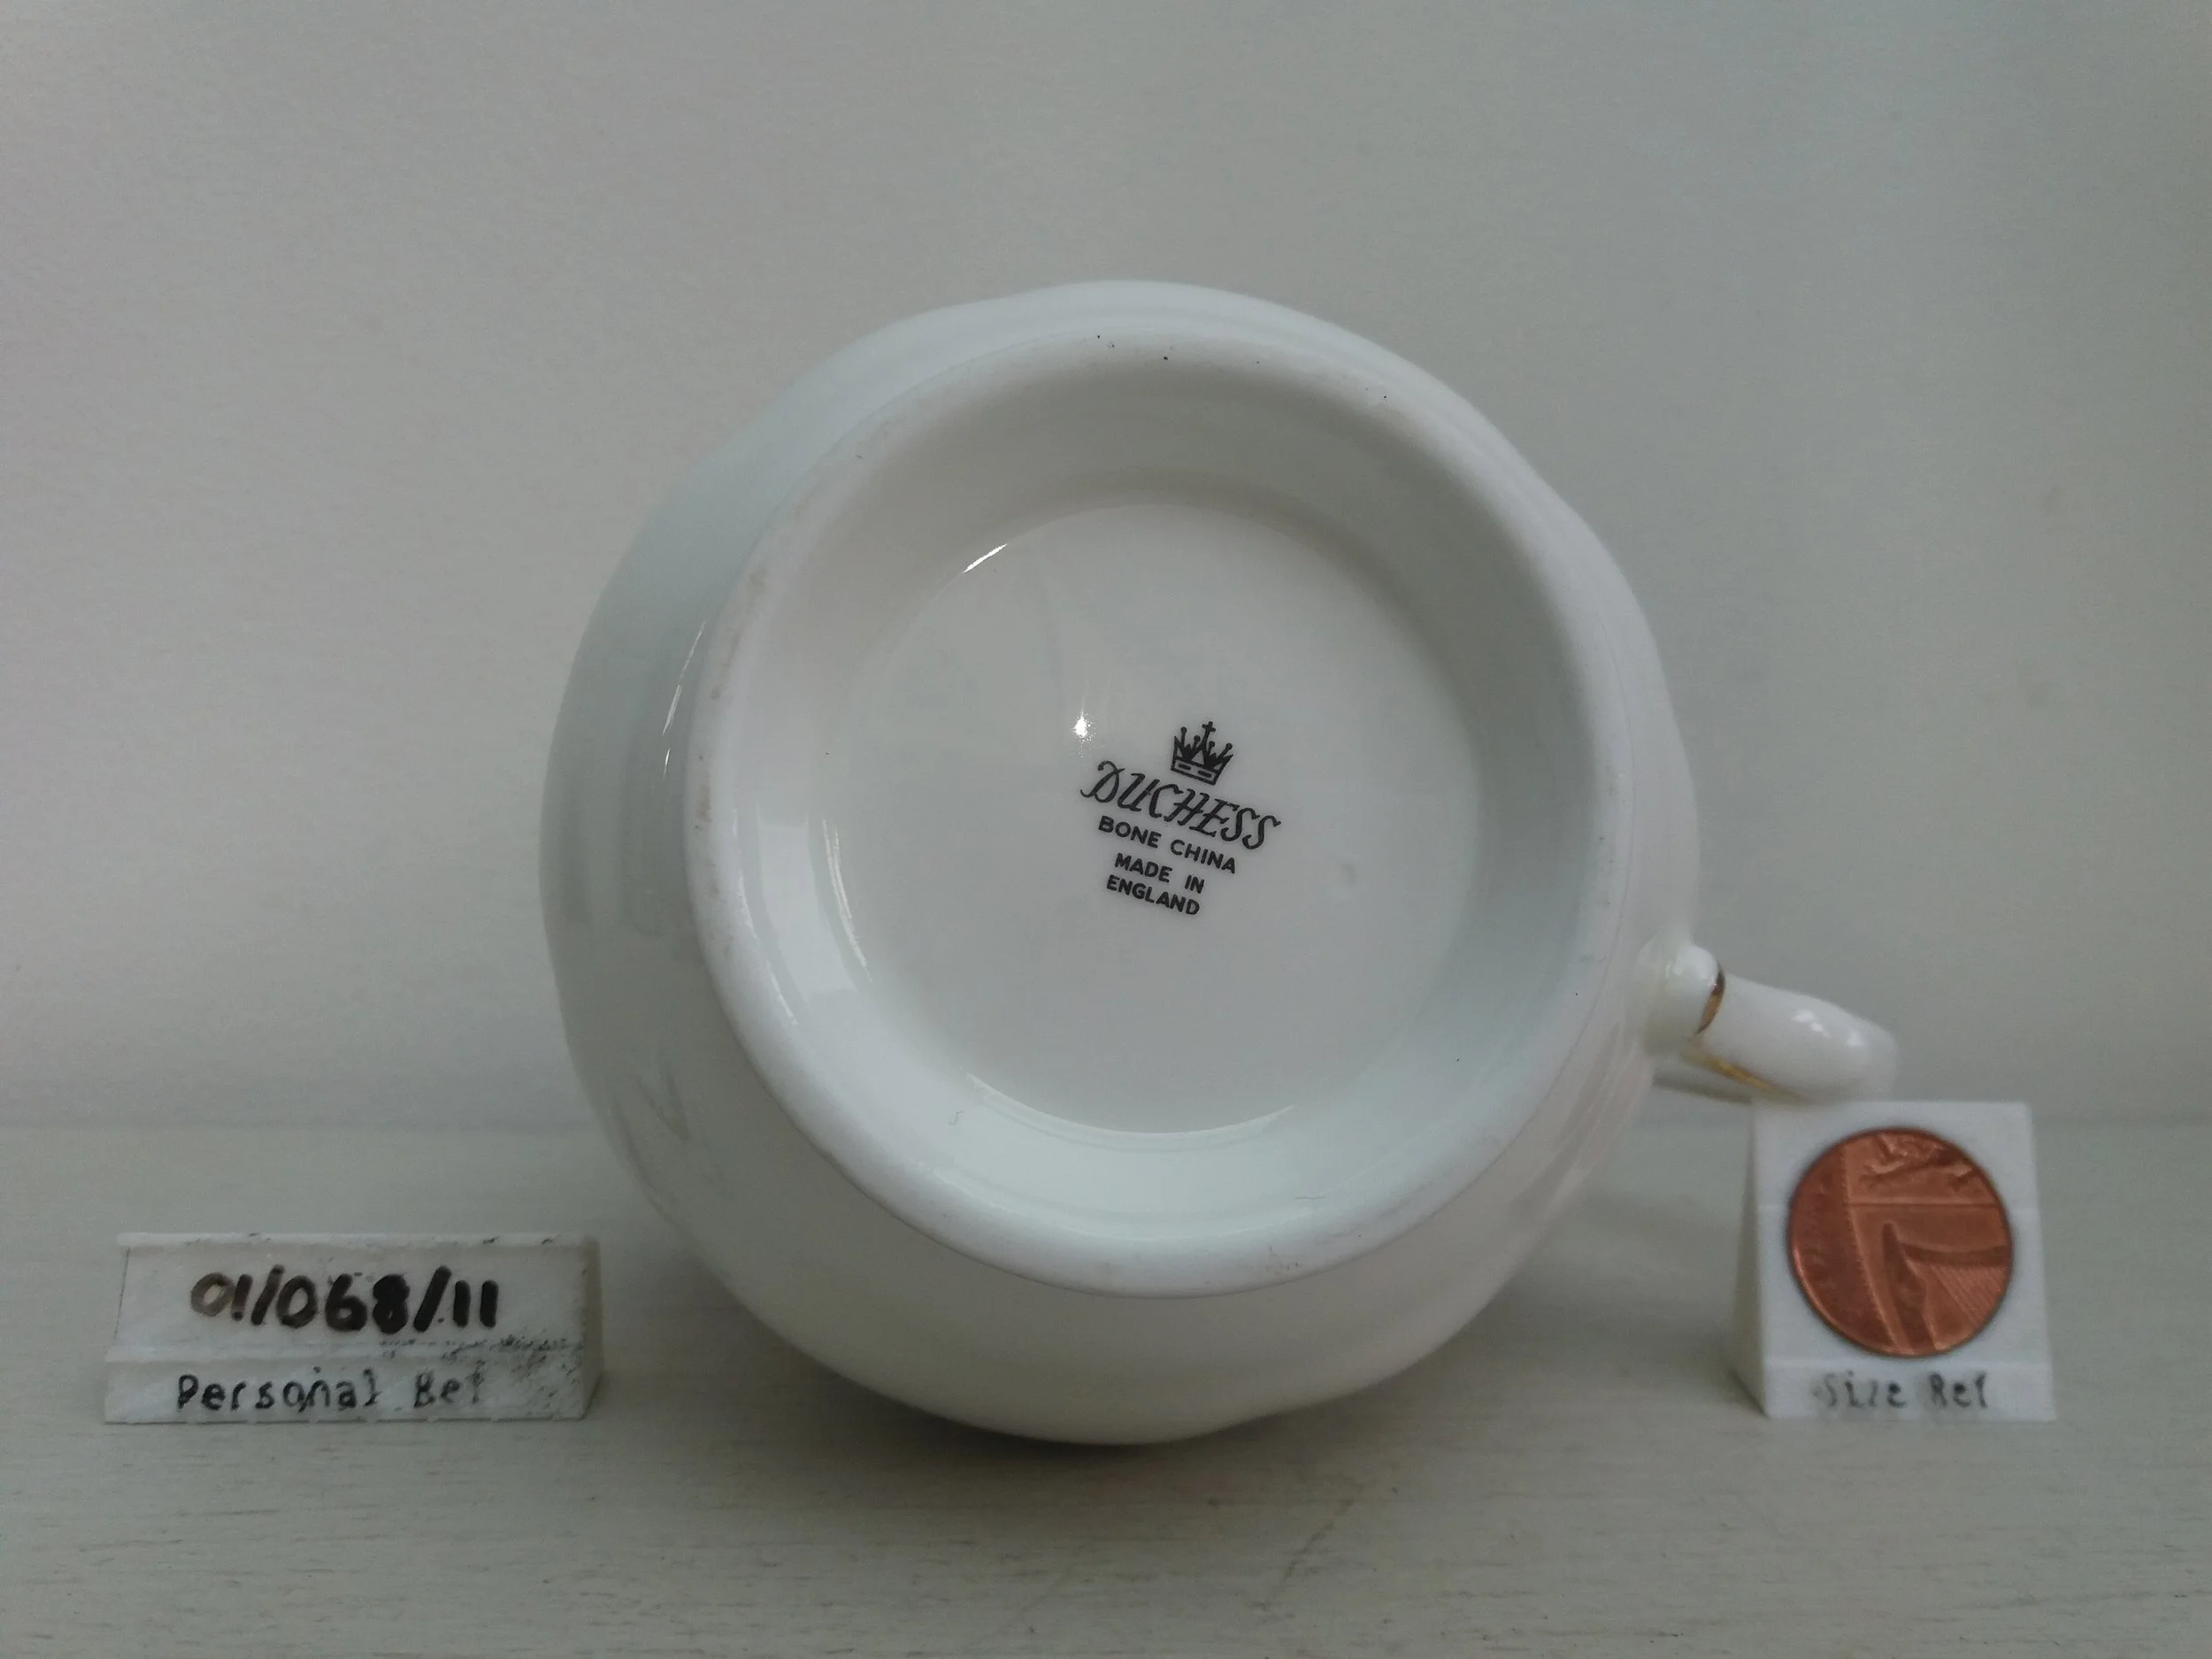 DUCHESS
BONE CHINA
MADE IN
ENGLAND
01/068/11
Personal Ref
Size Ref